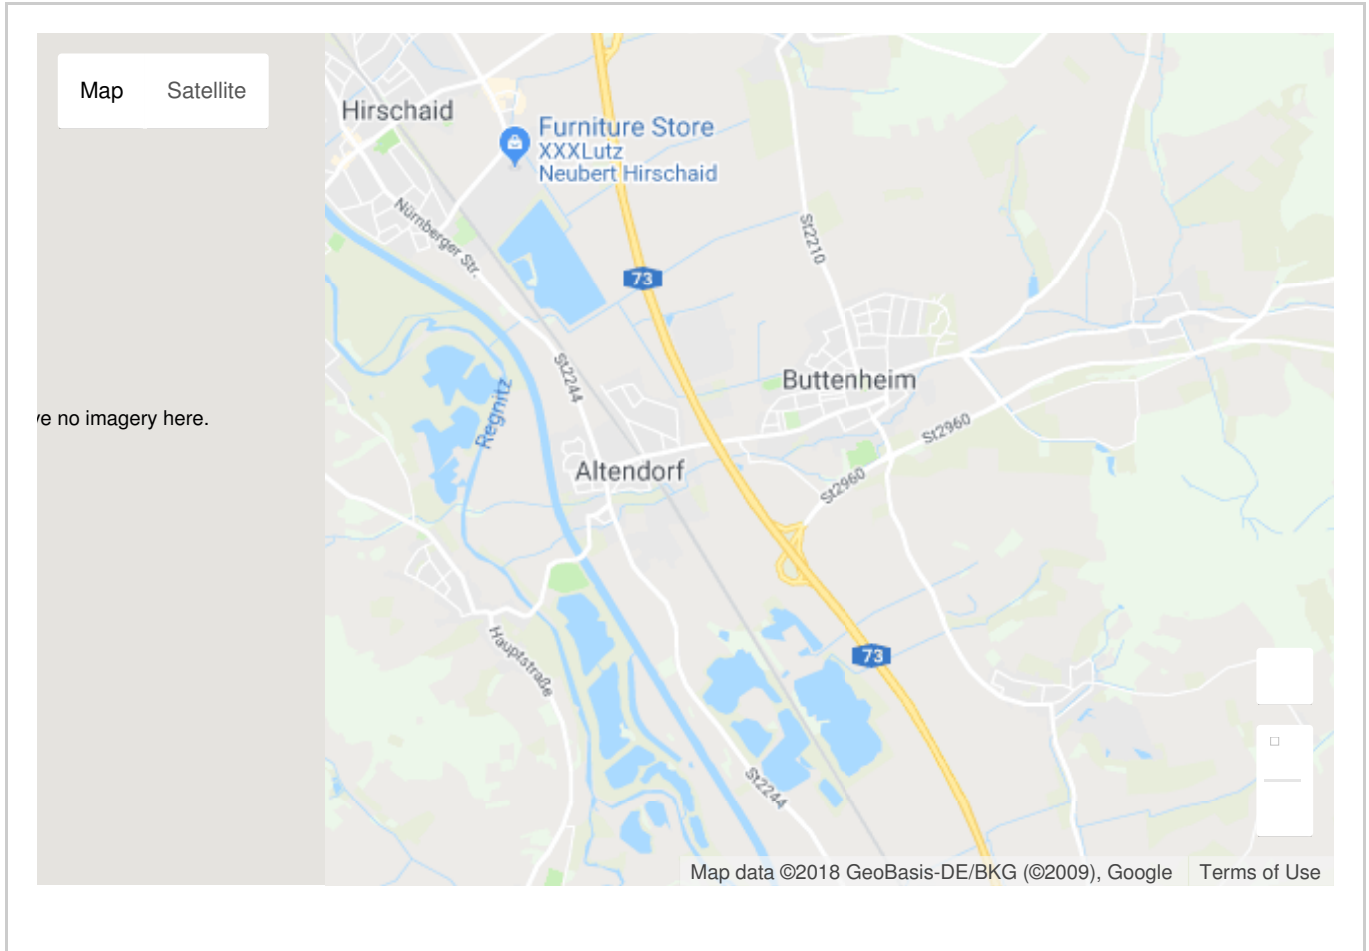 Map Satellite
Hirschaid
Furniture Store
XXXLutz
Neubert Hirschaid
Nürnberger Str.
St2210
73
St2244
Buttenheim
Regnitz
ve no imagery here.
St2960
Altendorf
St2960
Hauptstraße
73
St2244
Map data ©2018 GeoBasis-DE/BKG (©2009), Google Terms of Use